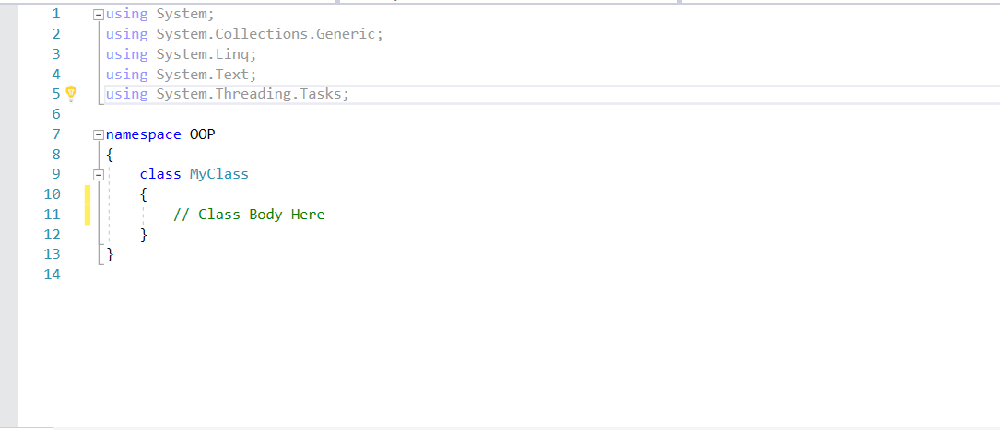 1 using System;
2 using System.Collections.Generic;
3 using System.Linq;
4 using System.Text;
5 using System.Threading.Tasks;
6
7 namespace OOP
8 {
9 class MyClass
10 {
11 // Class Body Here
12 }
13 }
14